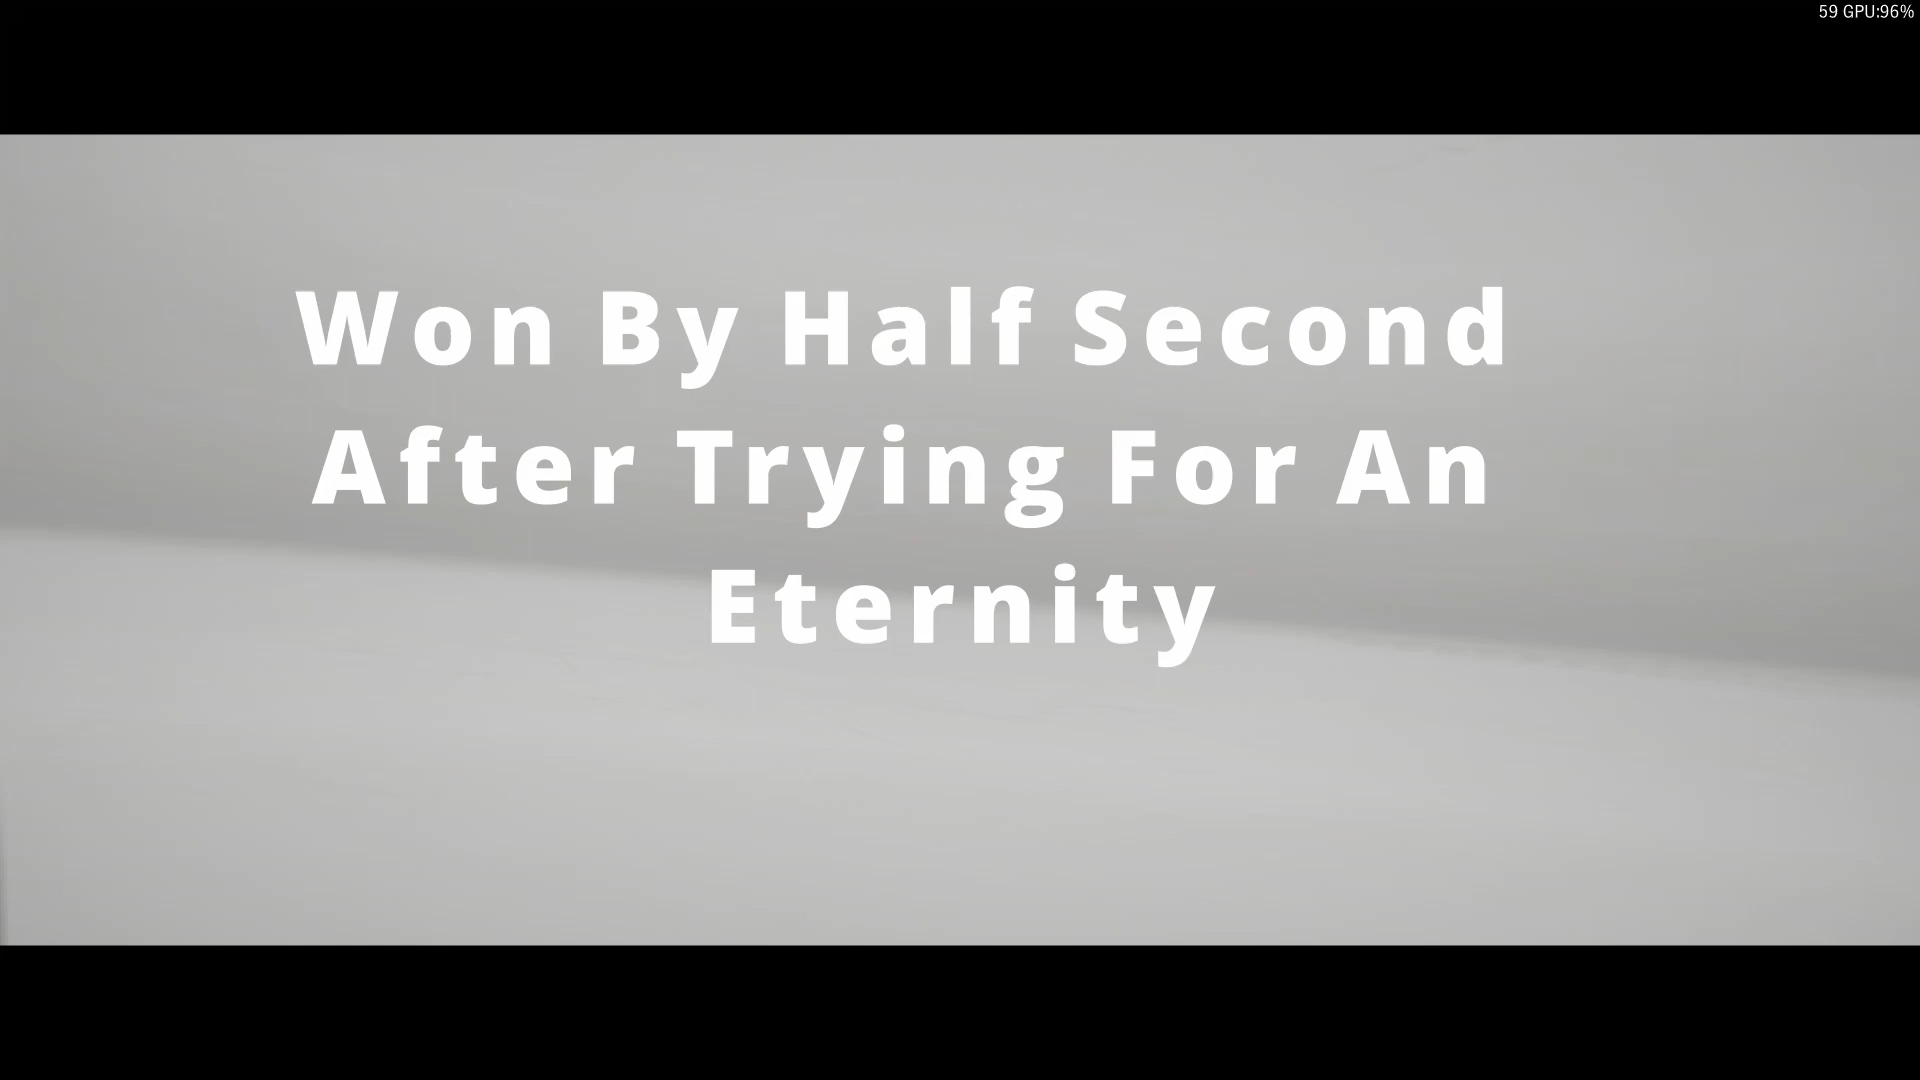 59 GPU:96%
Won By Half Second
After Trying For An
Eternity